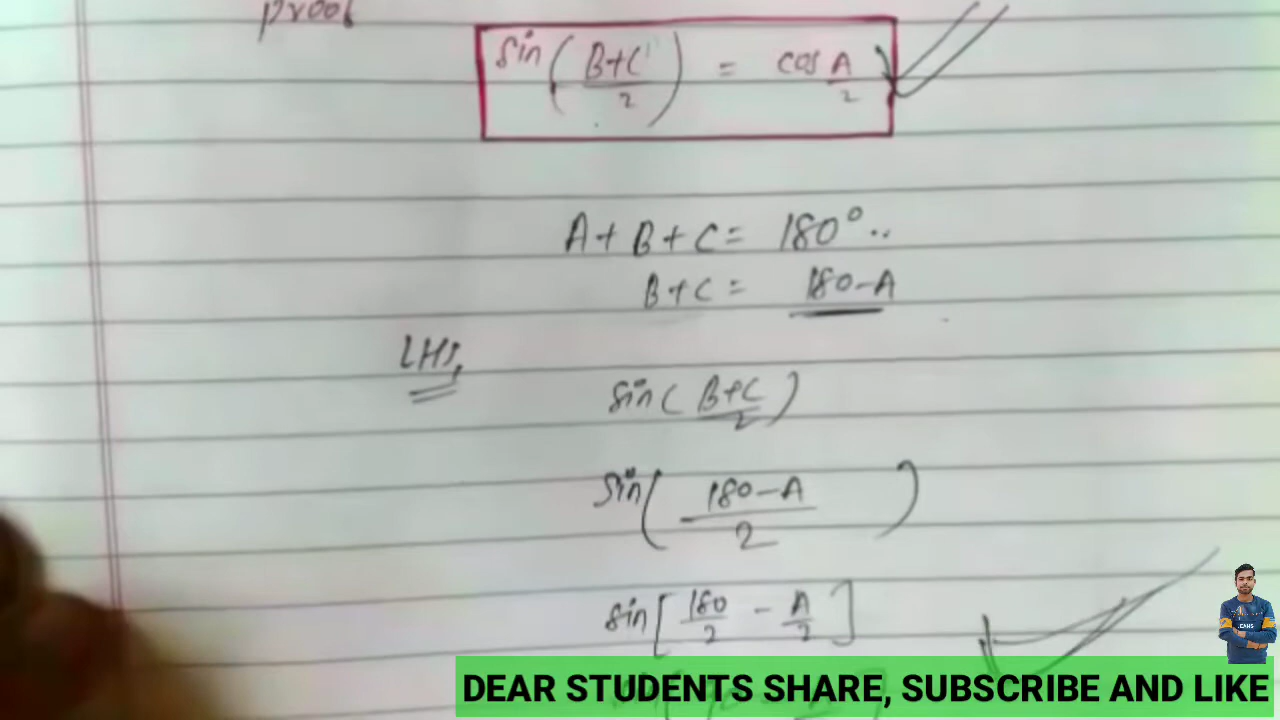 proof
sin(B+C/2) = cos A/2
A+B+C= 180°..
B+C= 180-A
LHS,
sin(B+C/2)
sin(180-A/2)
sin[180/2 - A/2]
DEAR STUDENTS SHARE, SUBSCRIBE AND LIKE